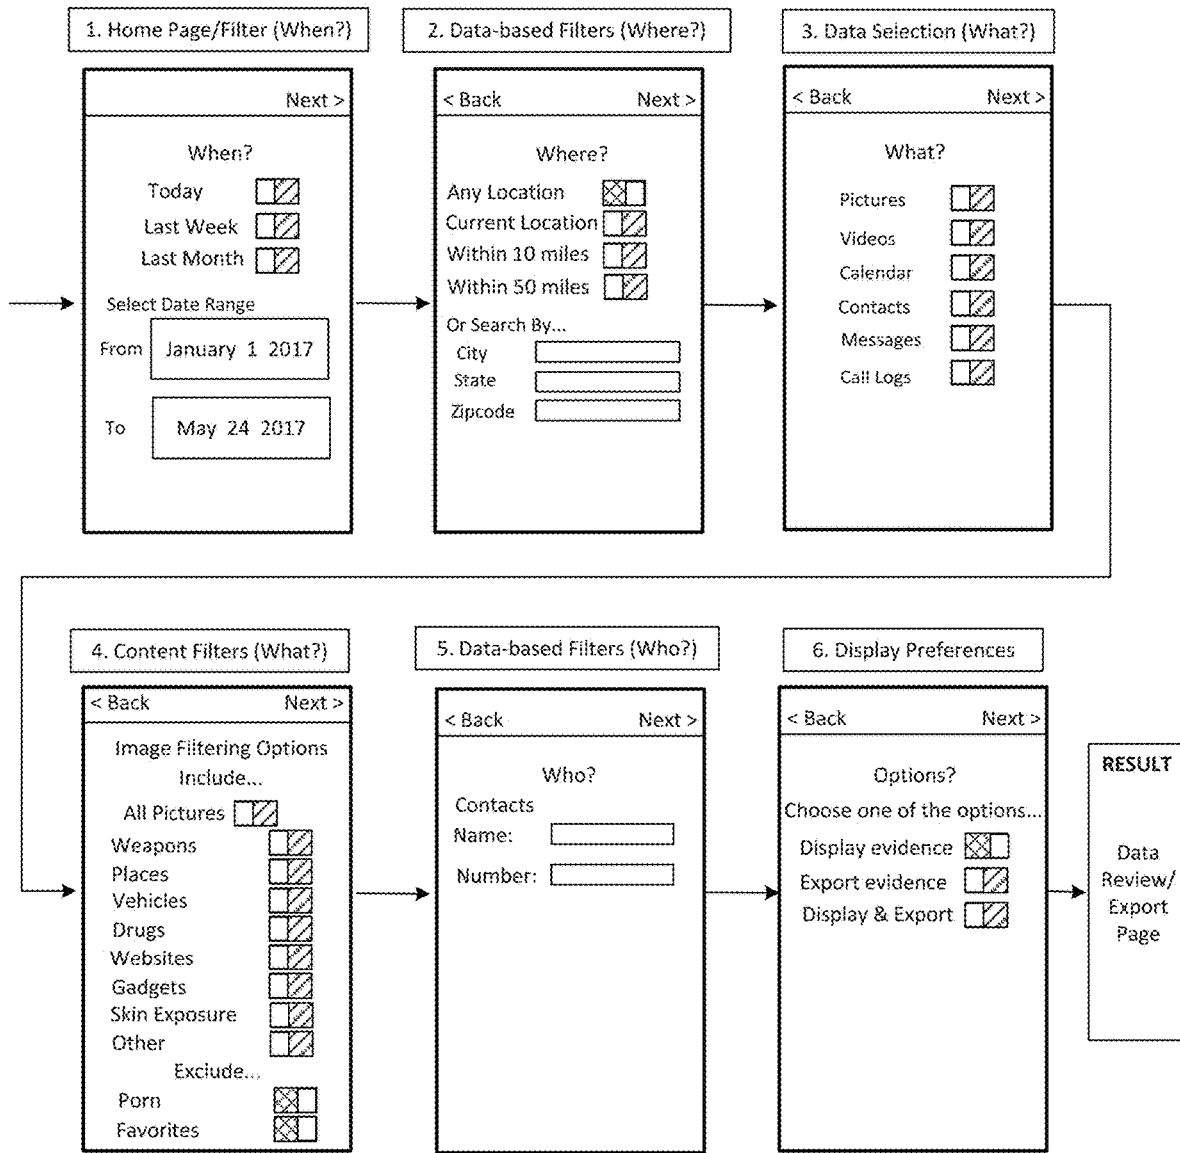 1. Home Page/Filter (When?)
2. Data-based Filters (Where?)
3. Data Selection (What?)
Next >
When?
Today
Last Week
Last Month
Select Date Range
From January 1 2017
To May 24 2017
< Back Next >
Where?
Any Location
Current Location
Within 10 miles
Within 50 miles
Or Search By...
City
State
Zipcode
< Back Next >
What?
Pictures
Videos
Calendar
Contacts
Messages
Call Logs
4. Content Filters (What?)
5. Data-based Filters (Who?)
6. Display Preferences
< Back Next >
Image Filtering Options
Include...
All Pictures
Weapons
Places
Vehicles
Drugs
Websites
Gadgets
Skin Exposure
Other
Exclude...
Porn
Favorites
< Back Next >
Who?
Contacts
Name:
Number:
< Back Next >
Options?
Choose one of the options...
Display evidence
Export evidence
Display & Export
RESULT
Data
Review/
Export
Page